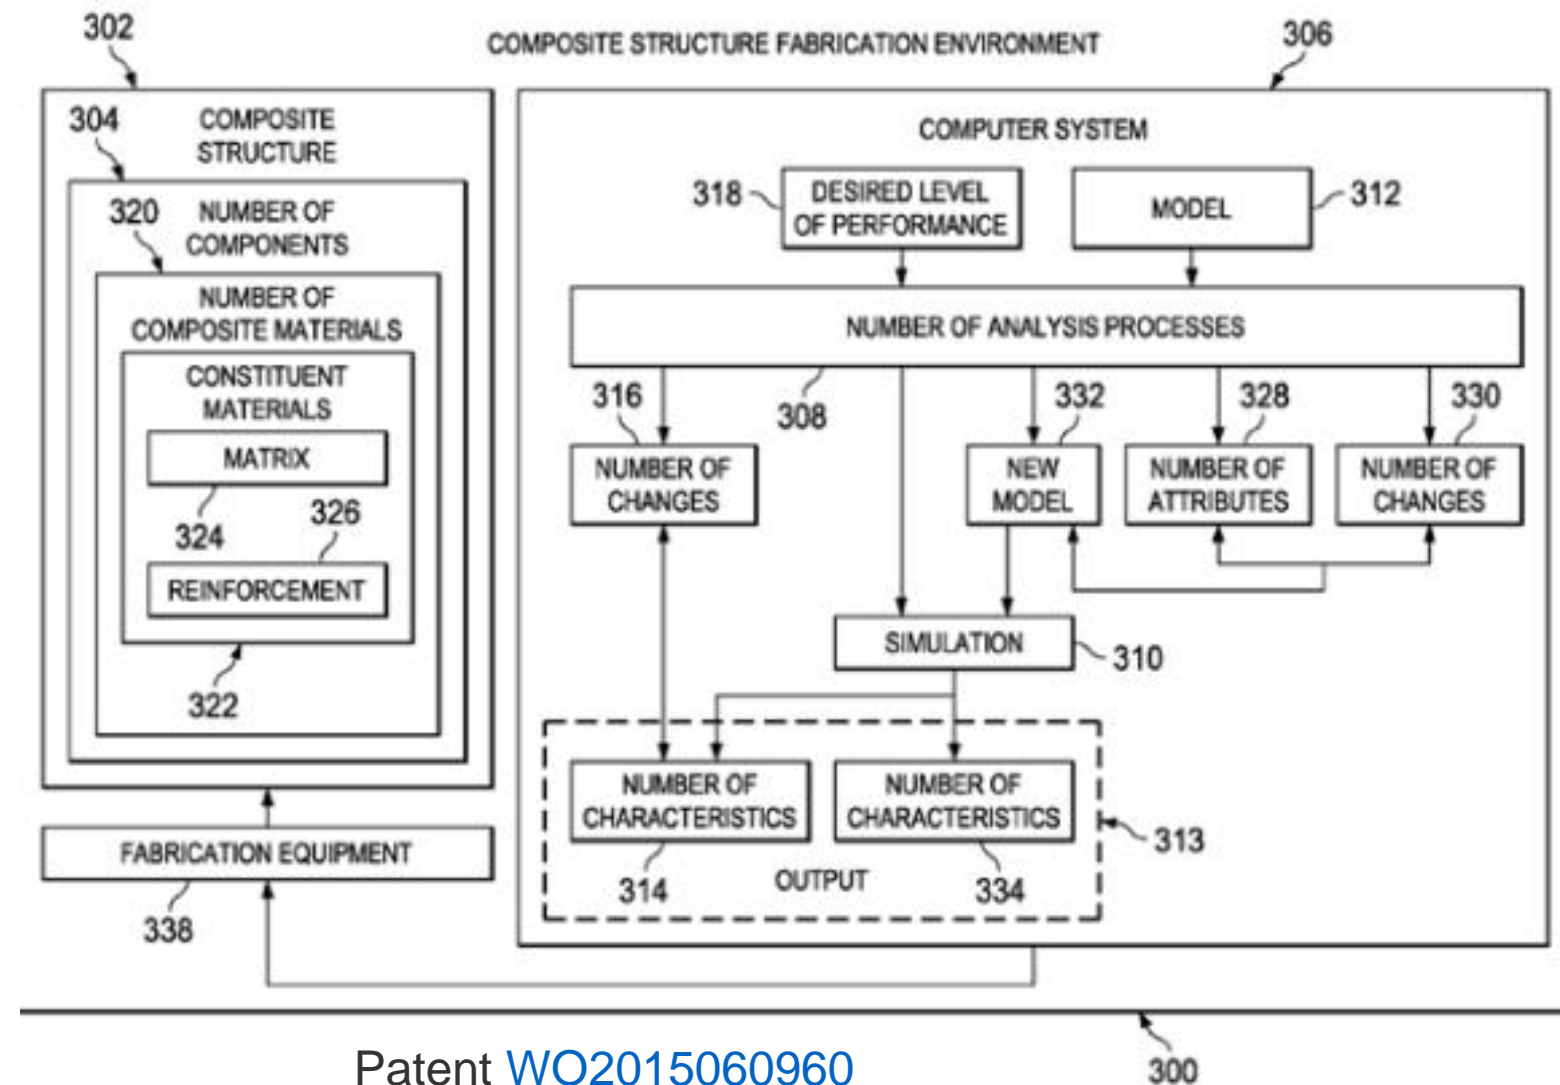 302
COMPOSITE STRUCTURE FABRICATION ENVIRONMENT
306
304
COMPOSITE
STRUCTURE
COMPUTER SYSTEM
320
NUMBER OF
COMPONENTS
318
DESIRED LEVEL
OF PERFORMANCE
MODEL
312
NUMBER OF
COMPOSITE MATERIALS
NUMBER OF ANALYSIS PROCESSES
CONSTITUENT
MATERIALS
316
308
332
328
330
MATRIX
324
326
NUMBER OF
CHANGES
NEW
MODEL
NUMBER OF
ATTRIBUTES
NUMBER OF
CHANGES
REINFORCEMENT
322
SIMULATION
310
NUMBER OF
CHARACTERISTICS
NUMBER OF
CHARACTERISTICS
313
FABRICATION EQUIPMENT
314
OUTPUT
334
338
300
Patent WO2015060960